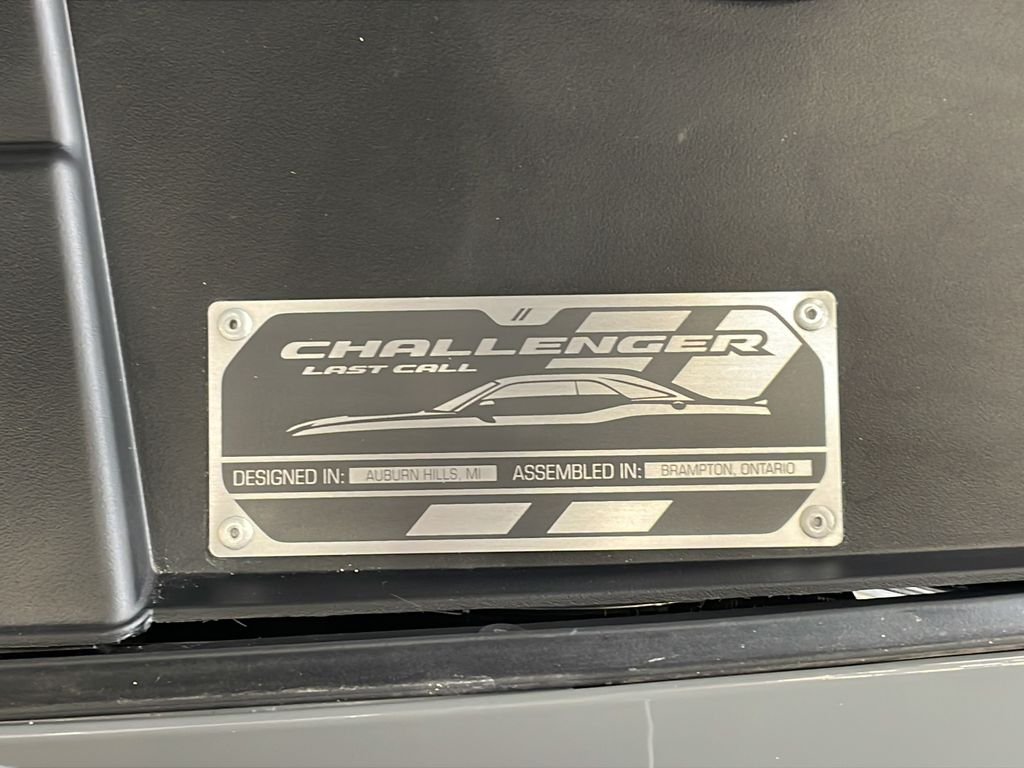 CHALLENGER
LAST CALL
DESIGNED IN: AUBURN HILLS, MI ASSEMBLED IN: BRAMPTON, ONTARIO